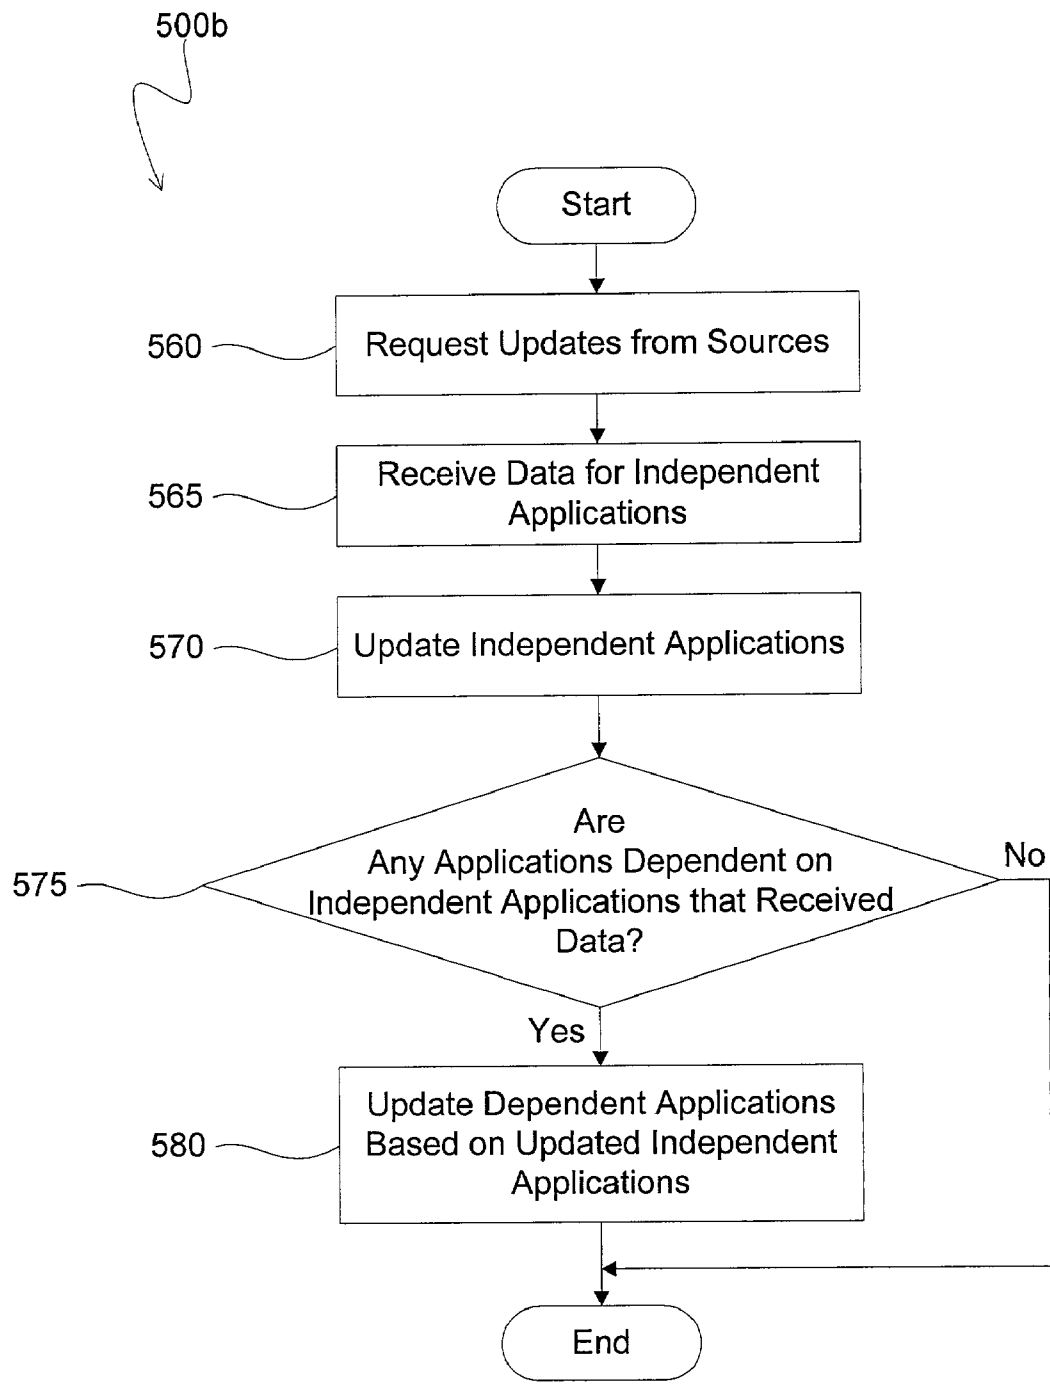 500b
Start
560
Request Updates from Sources
565
Receive Data for Independent
Applications
570
Update Independent Applications
575
Are
Any Applications Dependent on
Independent Applications that Received
Data?
No
Yes
580
Update Dependent Applications
Based on Updated Independent
Applications
End